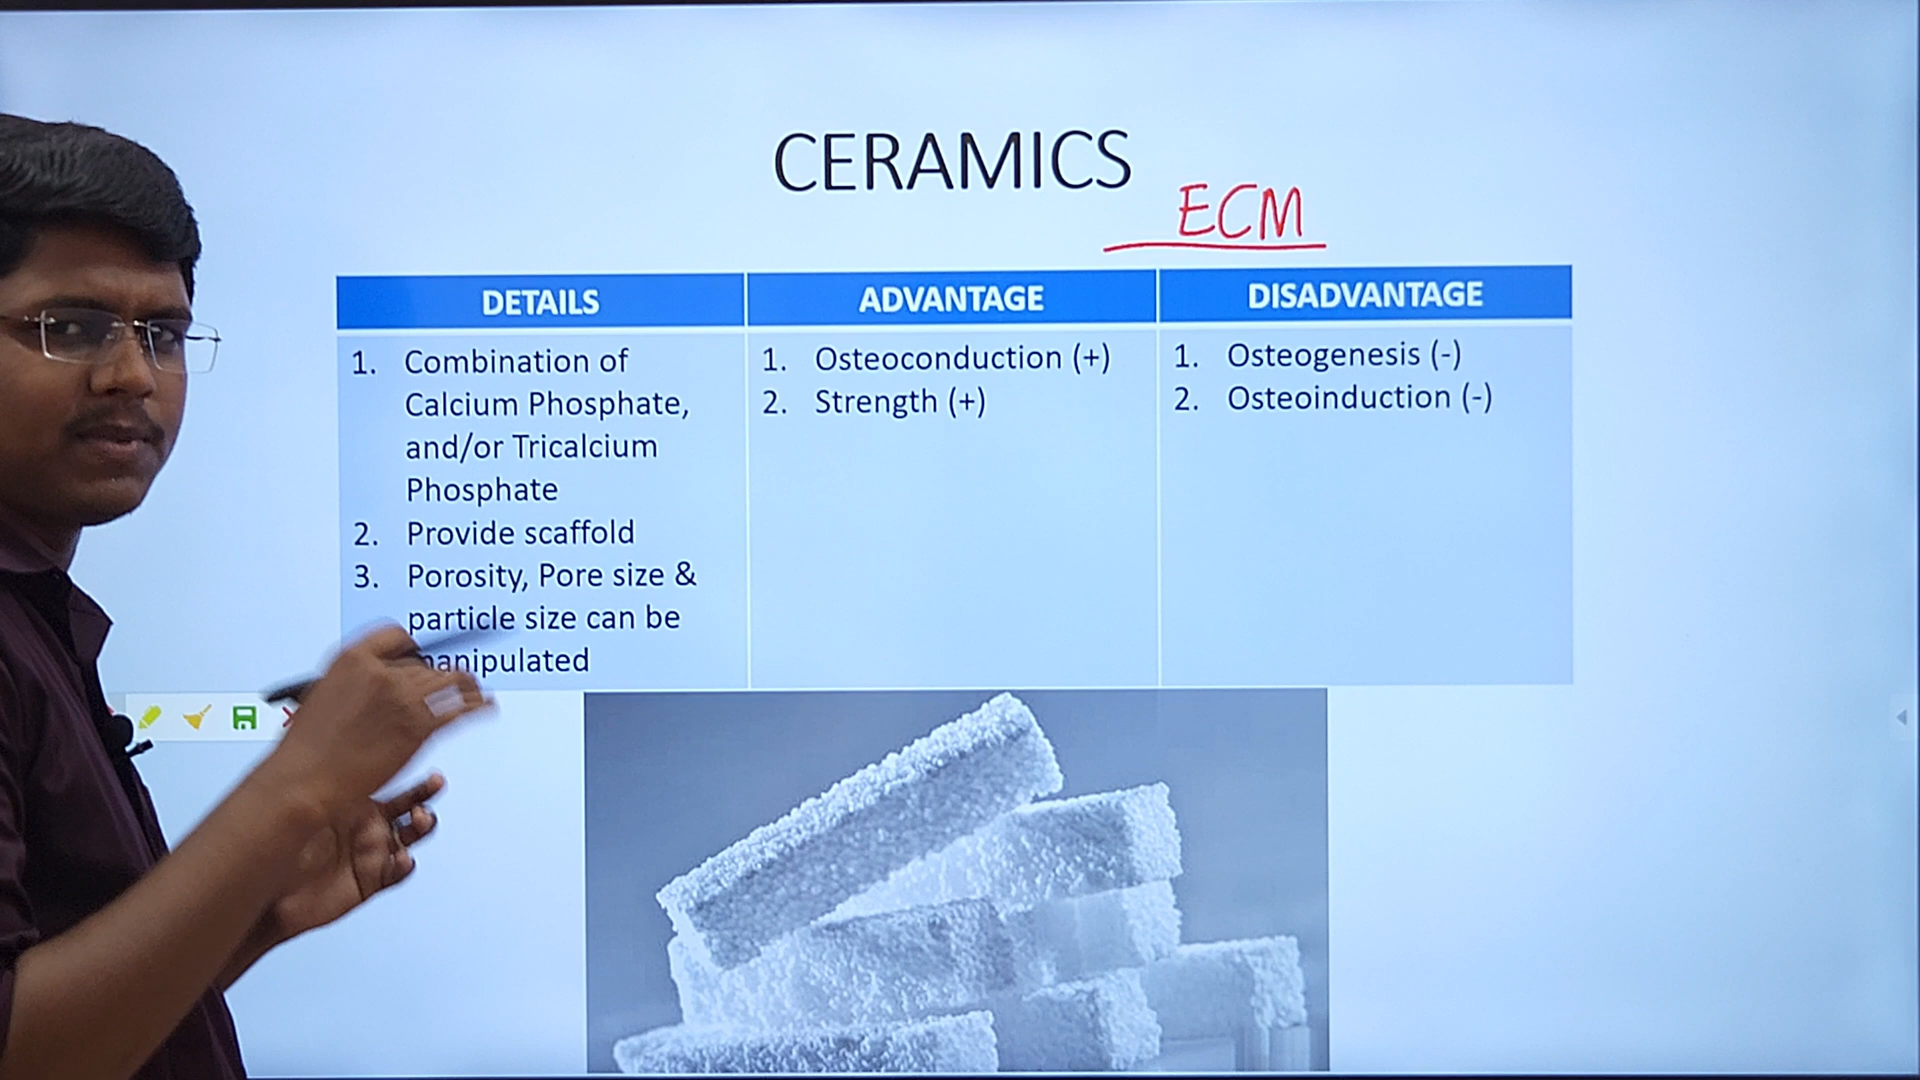 CERAMICS
ECM
DETAILS
ADVANTAGE
DISADVANTAGE
1. Combination of
Calcium Phosphate,
and/or Tricalcium
Phosphate
2. Provide scaffold
3. Porosity, Pore size &
particle size can be
manipulated
1. Osteoconduction (+)
2. Strength (+)
1. Osteogenesis (-)
2. Osteoinduction (-)